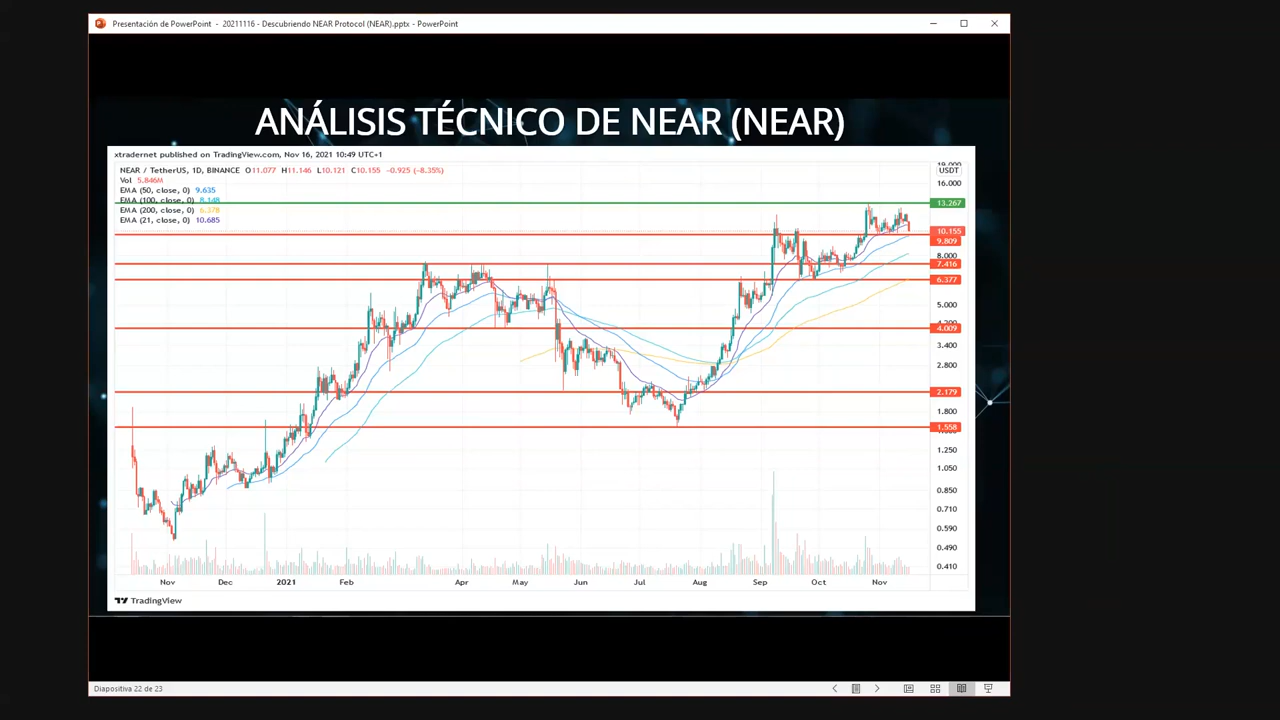 Presentación de PowerPoint - 20211116 - Descubriendo NEAR Protocol (NEAR).pptx - PowerPoint
ANÁLISIS TÉCNICO DE NEAR (NEAR)
xtradernet published on TradingView.com, Nov 16, 2021 10:49 UTC+1
NEAR / TetherUS, 1D, BINANCE O11.077 H11.146 L10.121 C10.155 -0.925 (-8.35%)
Vol 5.846M
EMA (50, close, 0) 9.635
EMA (100, close, 0) 8.148
EMA (200, close, 0) 6.378
EMA (21, close, 0) 10.685
USDT
16.000
13.267
10.155
9.809
8.000
7.416
6.377
5.000
4.009
3.400
2.800
2.179
1.800
1.558
1.250
1.050
0.850
0.710
0.590
0.490
0.410
Nov Dec 2021 Feb Apr May Jun Jul Aug Sep Oct Nov
TradingView
Diapositiva 22 de 23